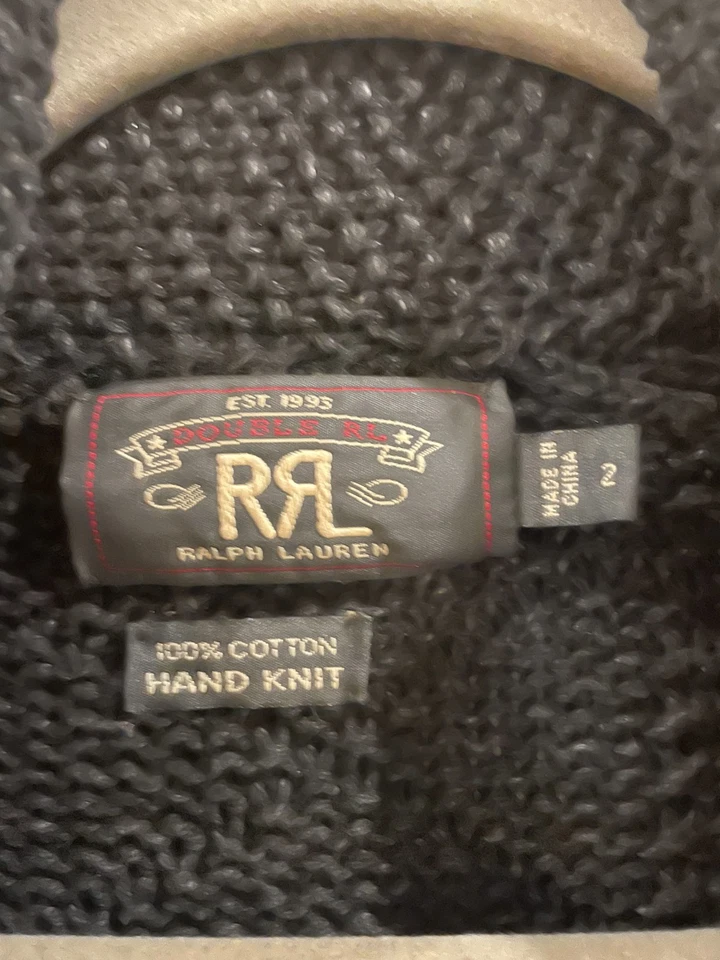 EST. 1993
DOUBLE RL
RRL
RALPH LAUREN
MADE IN
CHINA
2
100% COTTON
HAND KNIT